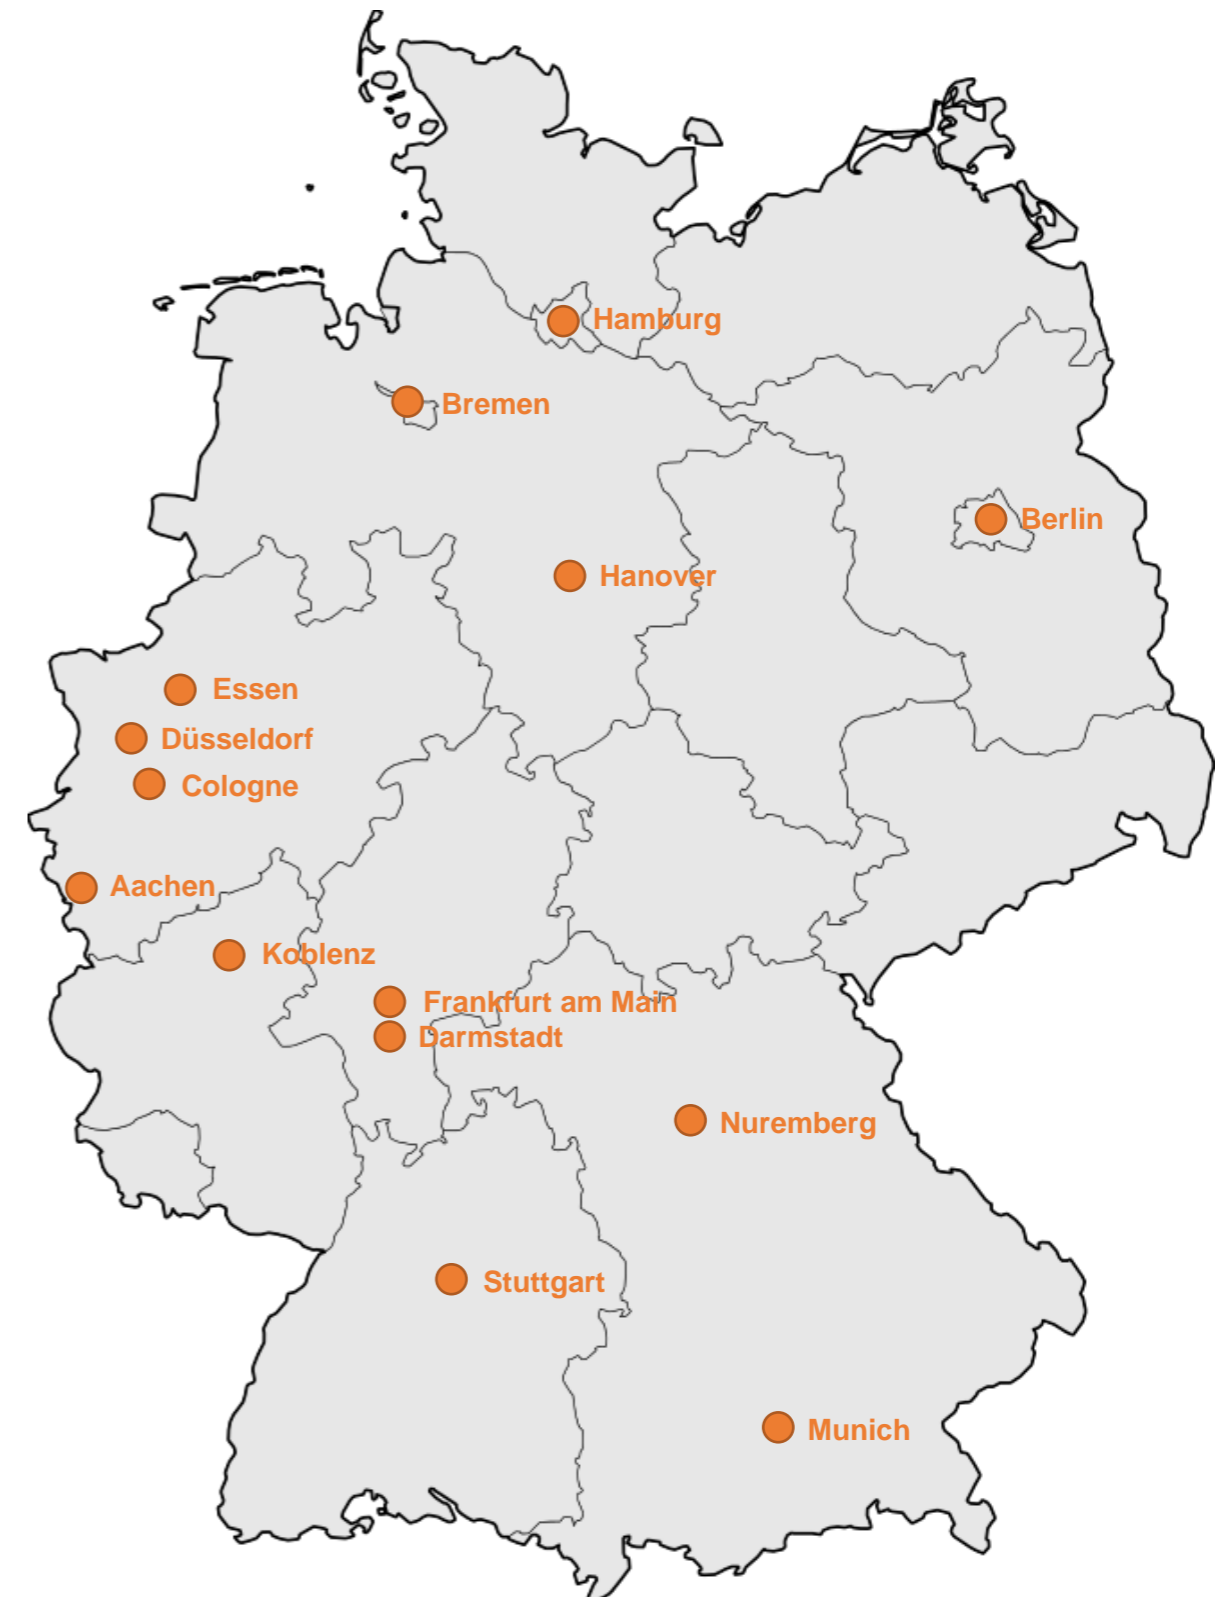 Hamburg
Bremen
Berlin
Hanover
Essen
Düsseldorf
Cologne
Aachen
Koblenz
Frankfurt am Main
Darmstadt
Nuremberg
Stuttgart
Munich